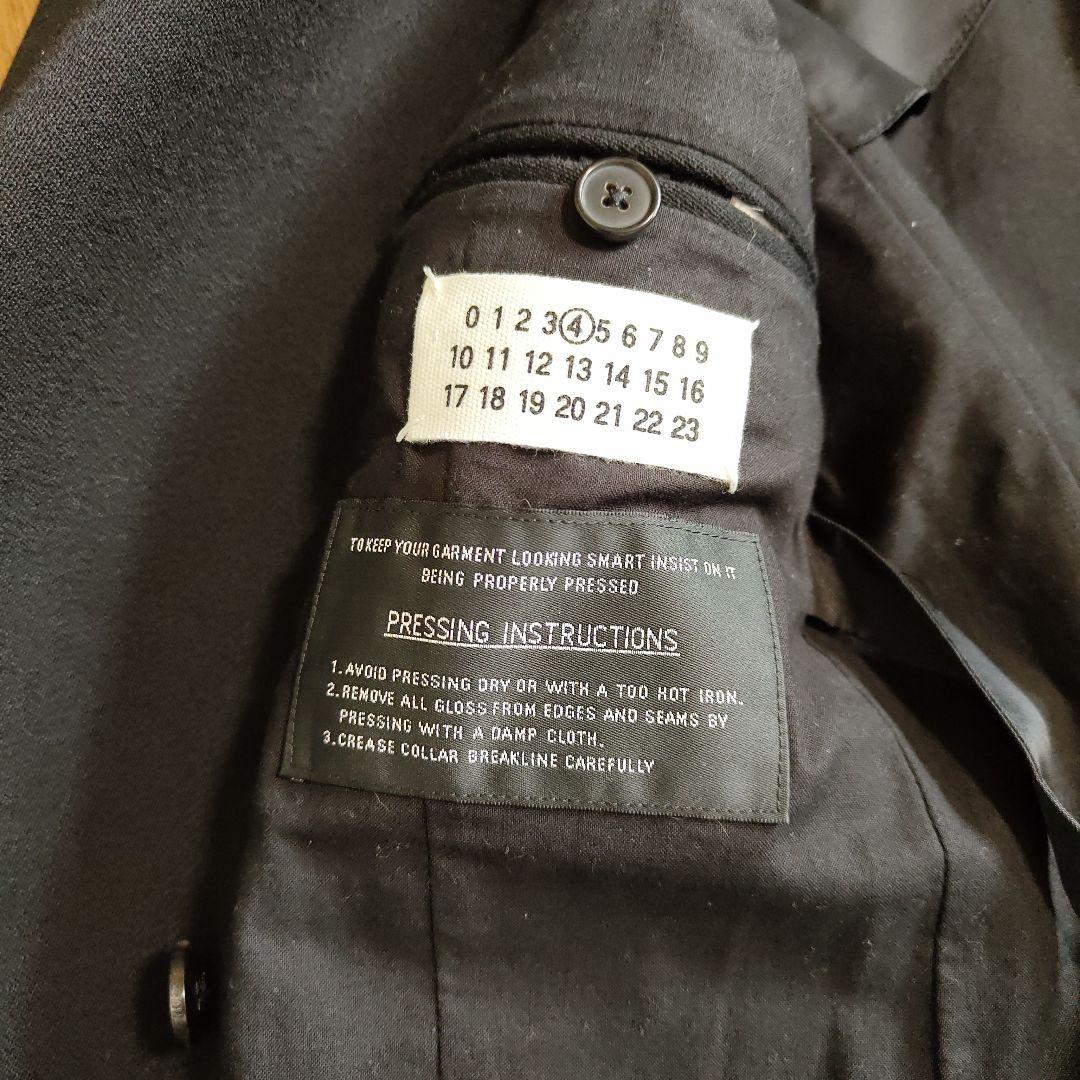 0 1 2 3 4 5 6 7 8 9
10 11 12 13 14 15 16
17 18 19 20 21 22 23
TO KEEP YOUR GARMENT LOOKING SMART INSIST ON IT
BEING PROPERLY PRESSED
PRESSING INSTRUCTIONS
1. AVOID PRESSING DRY OR WITH A TOO HOT IRON.
2. REMOVE ALL GLOSS FROM EDGES AND SEAMS BY
PRESSING WITH A DAMP CLOTH.
3. CREASE COLLAR BREAKLINE CAREFULLY